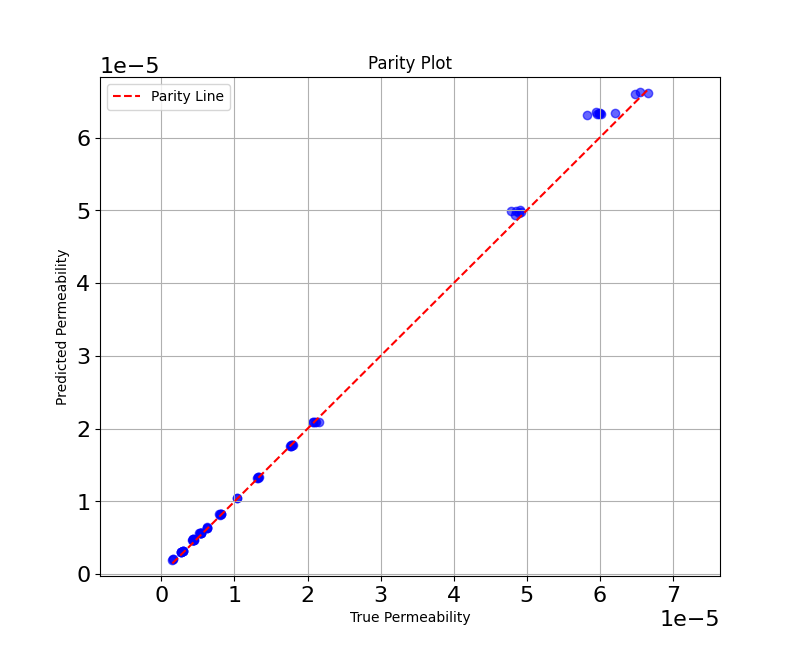 Parity Plot
1e−5
Parity Line
6
5
4
3
2
1
0
Predicted Permeability
0 1 2 3 4 5 6 7
1e−5
True Permeability